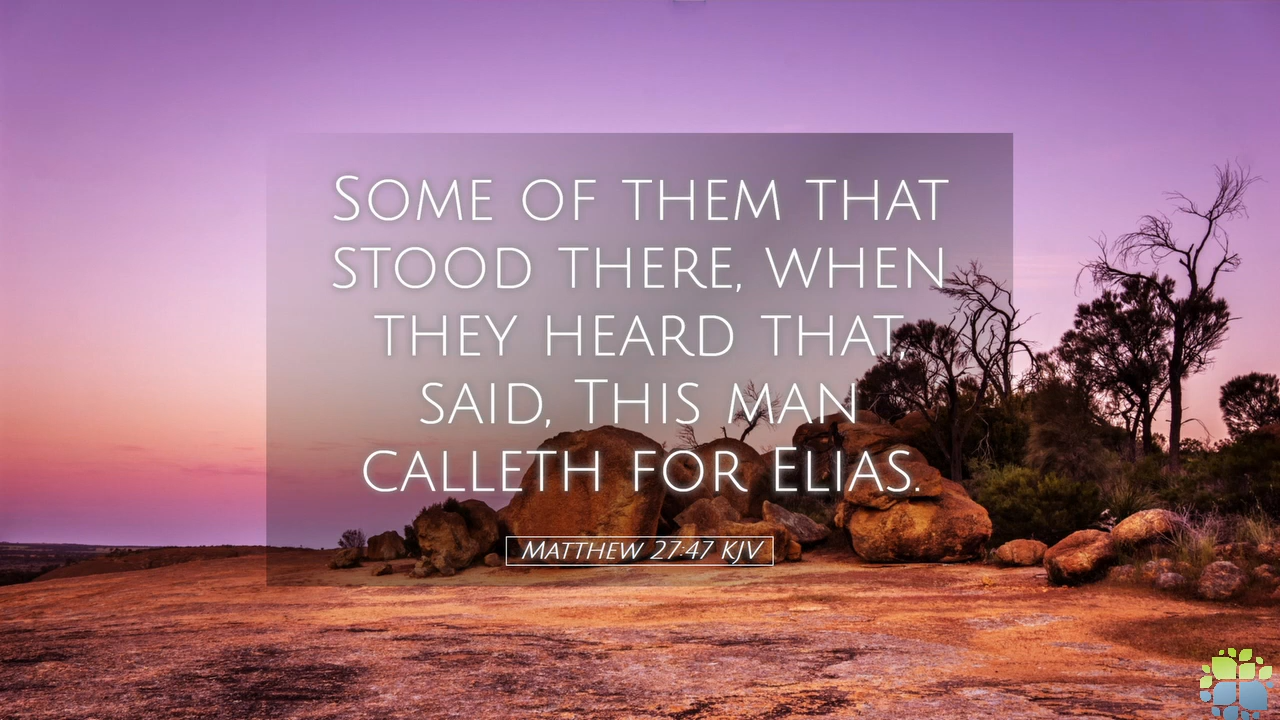 Some of them that
stood there, when
they heard that,
said, This man
calleth for Elias.
Matthew 27:47 KJV